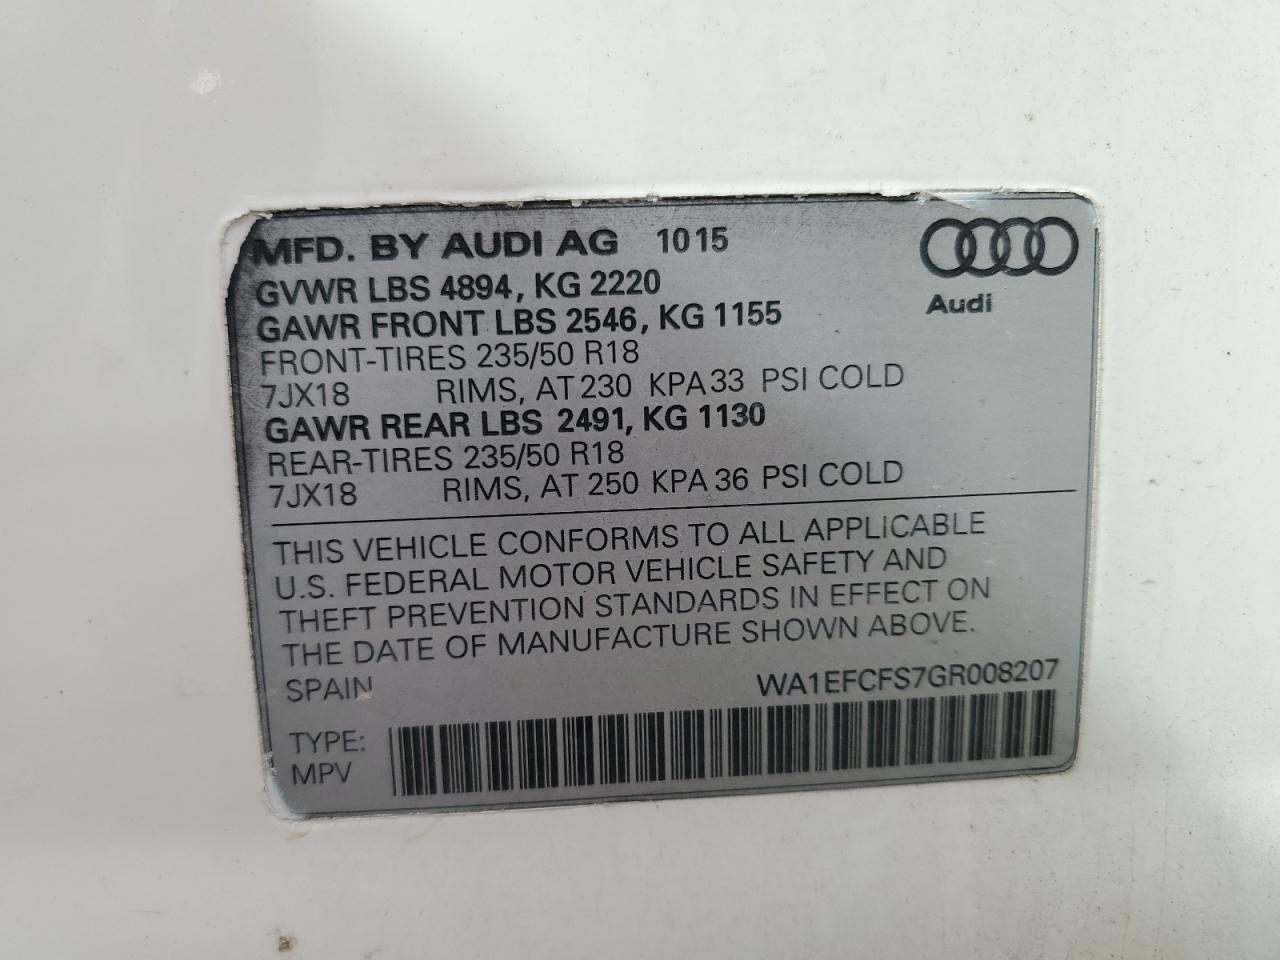 MFD. BY AUDI AG 10 15
GVWR LBS 4894, KG 2220
GAWR FRONT LBS 2546, KG 1155
FRONT-TIRES 235/50 R18
7JX18 RIMS, AT 230 KPA 33 PSI COLD
GAWR REAR LBS 2491, KG 1130
REAR-TIRES 235/50 R18
7JX18 RIMS, AT 250 KPA 36 PSI COLD
Audi
THIS VEHICLE CONFORMS TO ALL APPLICABLE
U.S. FEDERAL MOTOR VEHICLE SAFETY AND
THEFT PREVENTION STANDARDS IN EFFECT ON
THE DATE OF MANUFACTURE SHOWN ABOVE.
SPAIN WA1EFCFS7GR008207
TYPE:
MPV